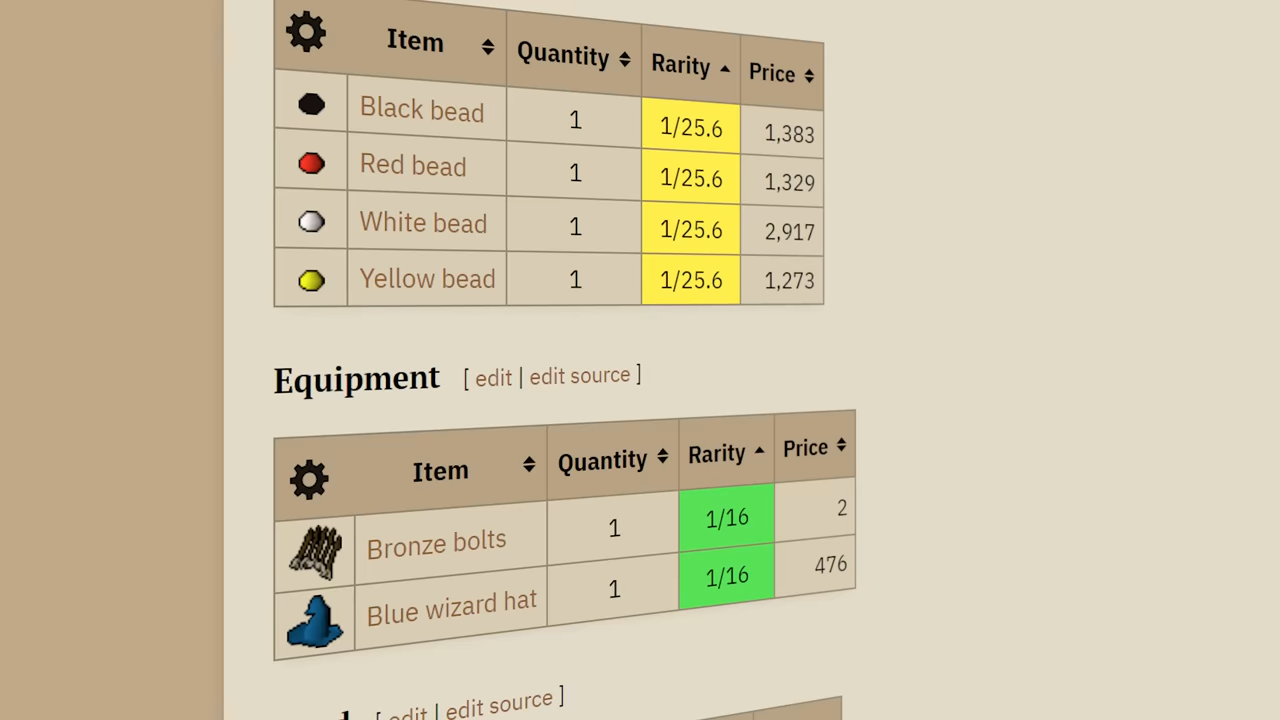 Item Quantity Rarity Price
Black bead 1 1/25.6 1,383
Red bead 1 1/25.6 1,329
White bead 1 1/25.6 2,917
Yellow bead 1 1/25.6 1,273
Equipment [ edit | edit source ]
Item Quantity Rarity Price
Bronze bolts 1 1/16 2
Blue wizard hat 1 1/16 476
[ edit | edit source ]